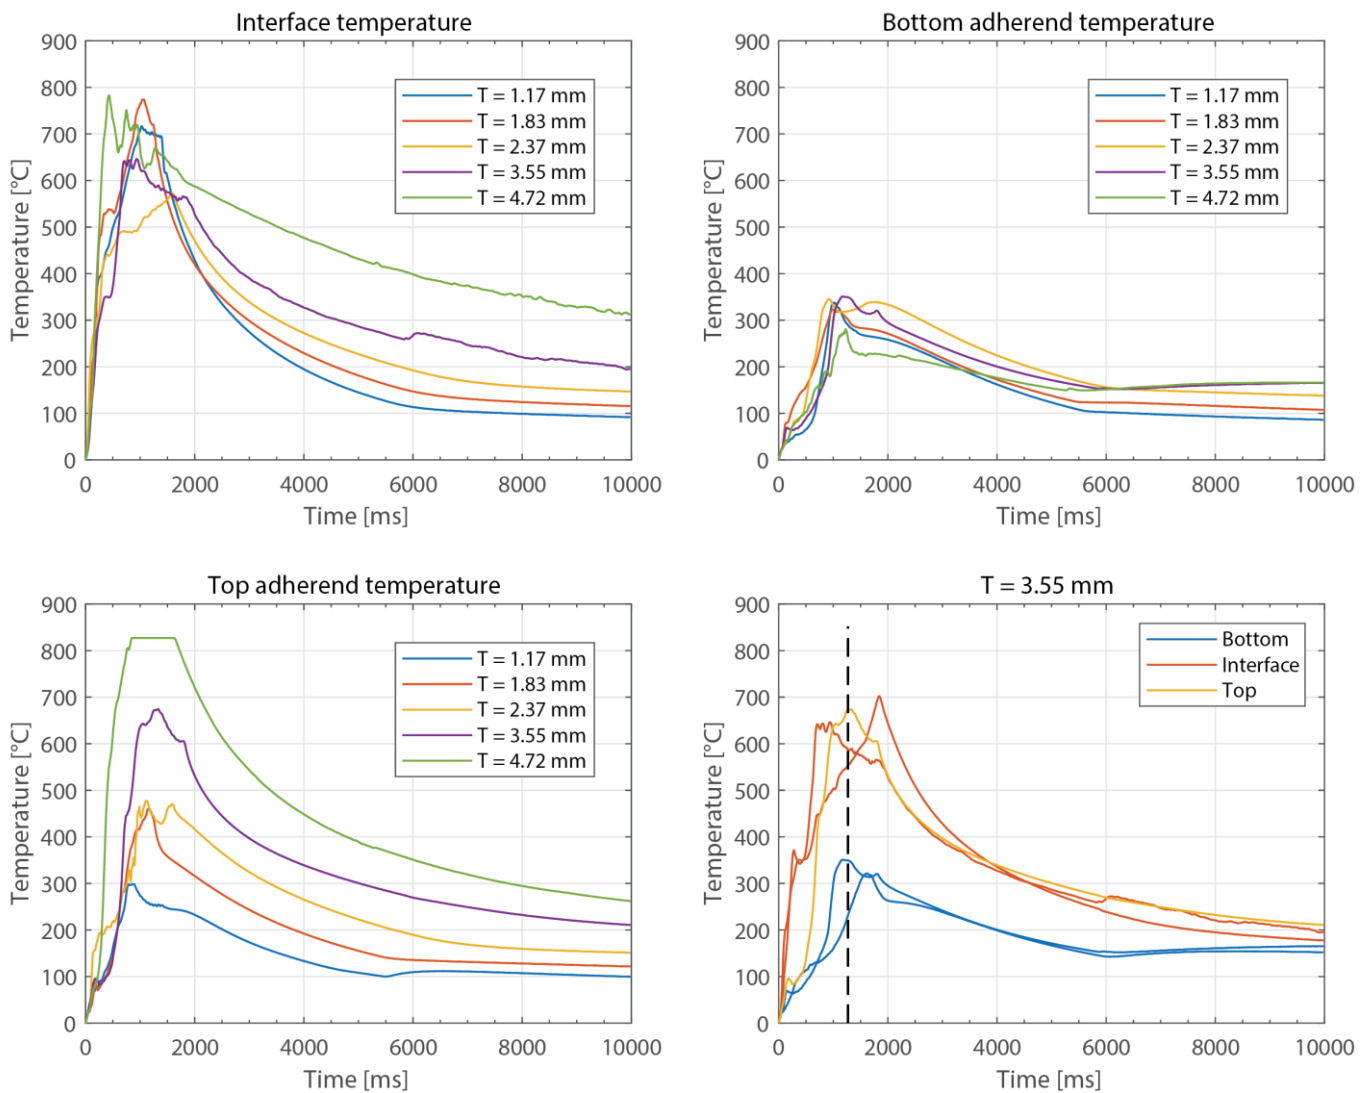 Interface temperature
900
800
700
600
500
400
300
200
100
0
Temperature [°C]
T = 1.17 mm
T = 1.83 mm
T = 2.37 mm
T = 3.55 mm
T = 4.72 mm
0 2000 4000 6000 8000 10000
Time [ms]
Bottom adherend temperature
900
800
700
600
500
400
300
200
100
0
Temperature [°C]
T = 1.17 mm
T = 1.83 mm
T = 2.37 mm
T = 3.55 mm
T = 4.72 mm
0 2000 4000 6000 8000 10000
Time [ms]
Top adherend temperature
900
800
700
600
500
400
300
200
100
0
Temperature [°C]
T = 1.17 mm
T = 1.83 mm
T = 2.37 mm
T = 3.55 mm
T = 4.72 mm
0 2000 4000 6000 8000 10000
Time [ms]
T = 3.55 mm
900
800
700
600
500
400
300
200
100
0
Temperature [°C]
Bottom
Interface
Top
0 2000 4000 6000 8000 10000
Time [ms]